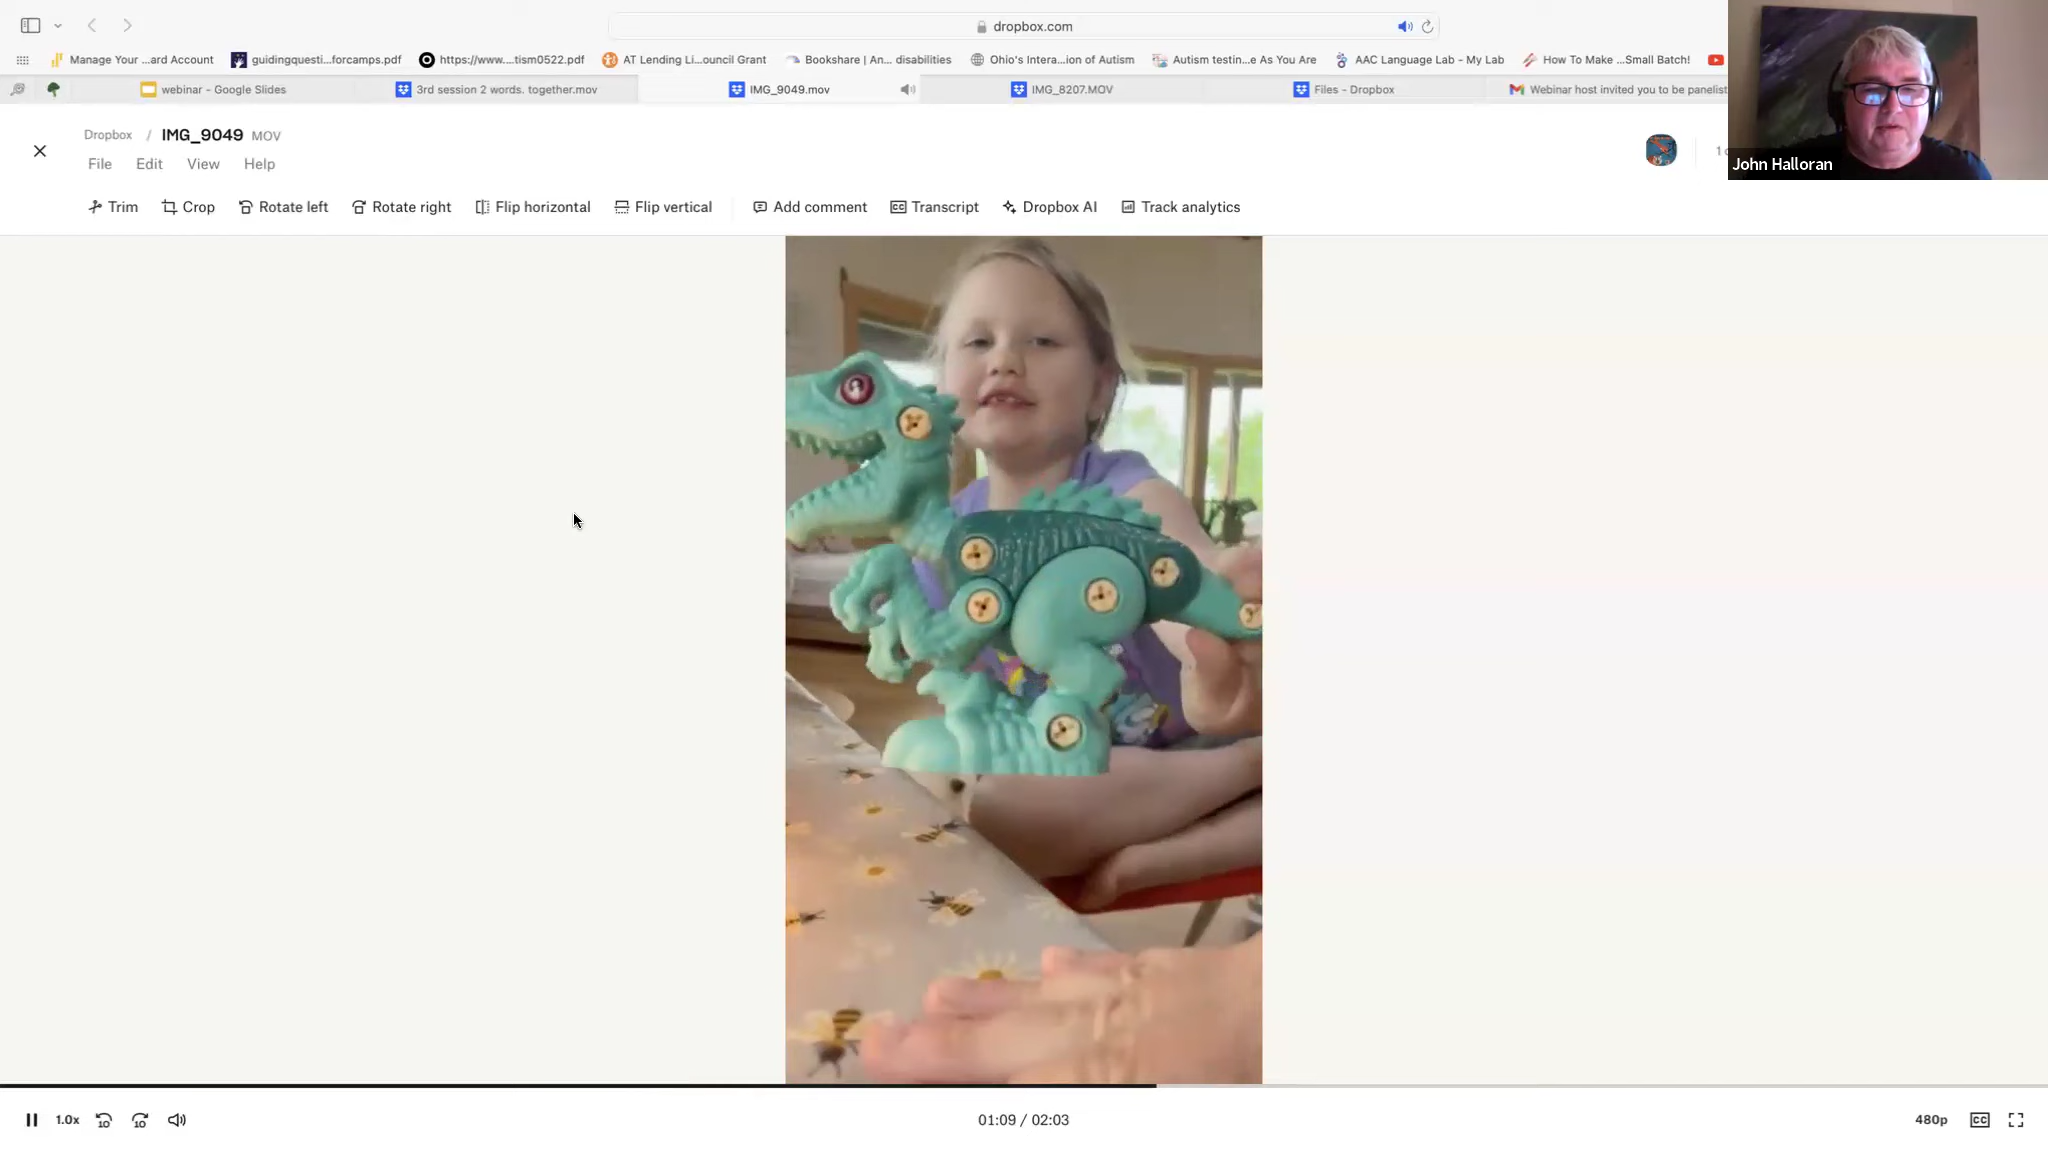 dropbox.com
Manage Your ...ard Account guidingquesti...forcamps.pdf https://www....tism0522.pdf AT Lending Li...ouncil Grant Bookshare | An... disabilities Ohio's Intera...ion of Autism Autism testin...e As You Are AAC Language Lab - My Lab How To Make ...Small Batch!
webinar - Google Slides 3rd session 2 words. together.mov IMG_9049.mov IMG_8207.MOV Files - Dropbox Webinar host invited you to be panelist
Dropbox / IMG_9049 MOV
File Edit View Help
John Halloran
Trim Crop Rotate left Rotate right Flip horizontal Flip vertical Add comment CC Transcript Dropbox AI Track analytics
1.0x 10 10 01:09 / 02:03 480p CC